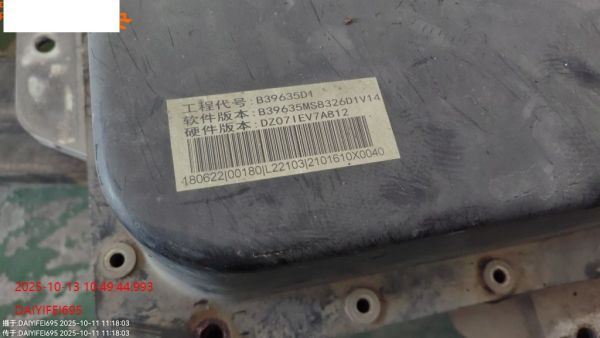 工程代号:B39635D1
软件版本:B39635MS8326D1V14
硬件版本:DZ071EV7A812
180622|00180|L22103|2101610X0040
2025-10-13 10:49:44.993
DAIYIFEI695
摄于:DAIYIFEI695 2025-10-11 11:18:03
传于:DAIYIFEI695 2025-10-11 11:18:03